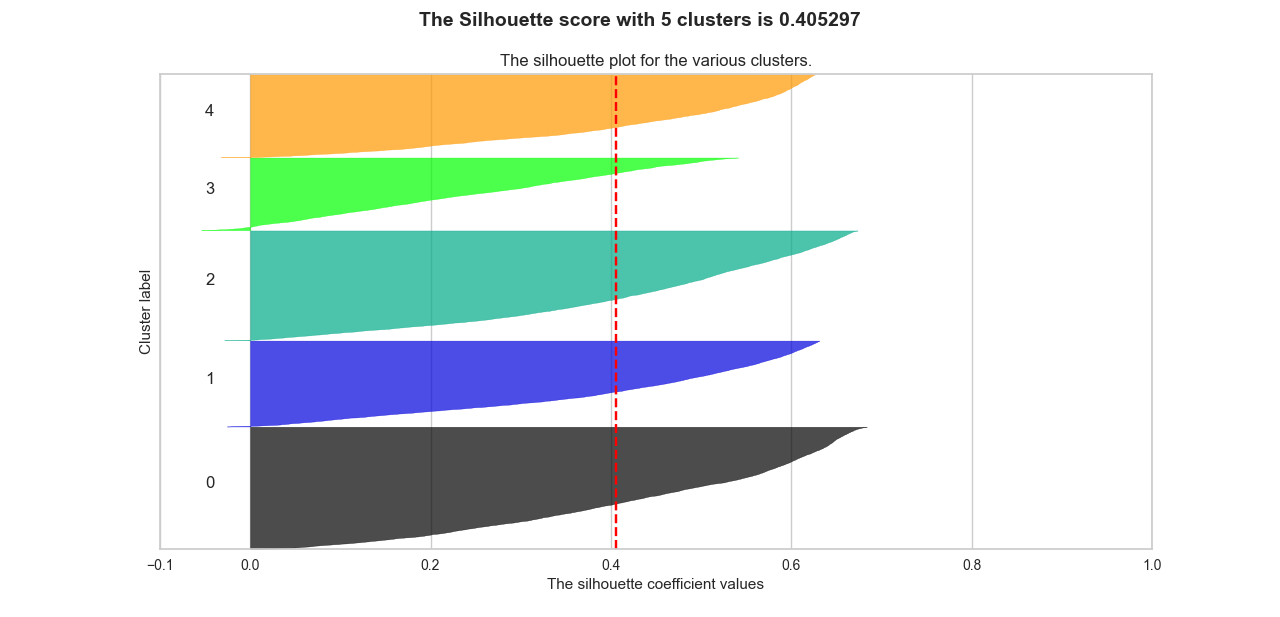 The Silhouette score with 5 clusters is 0.405297
The silhouette plot for the various clusters.
4
3
2
1
0
Cluster label
−0.1 0.0 0.2 0.4 0.6 0.8 1.0
The silhouette coefficient values